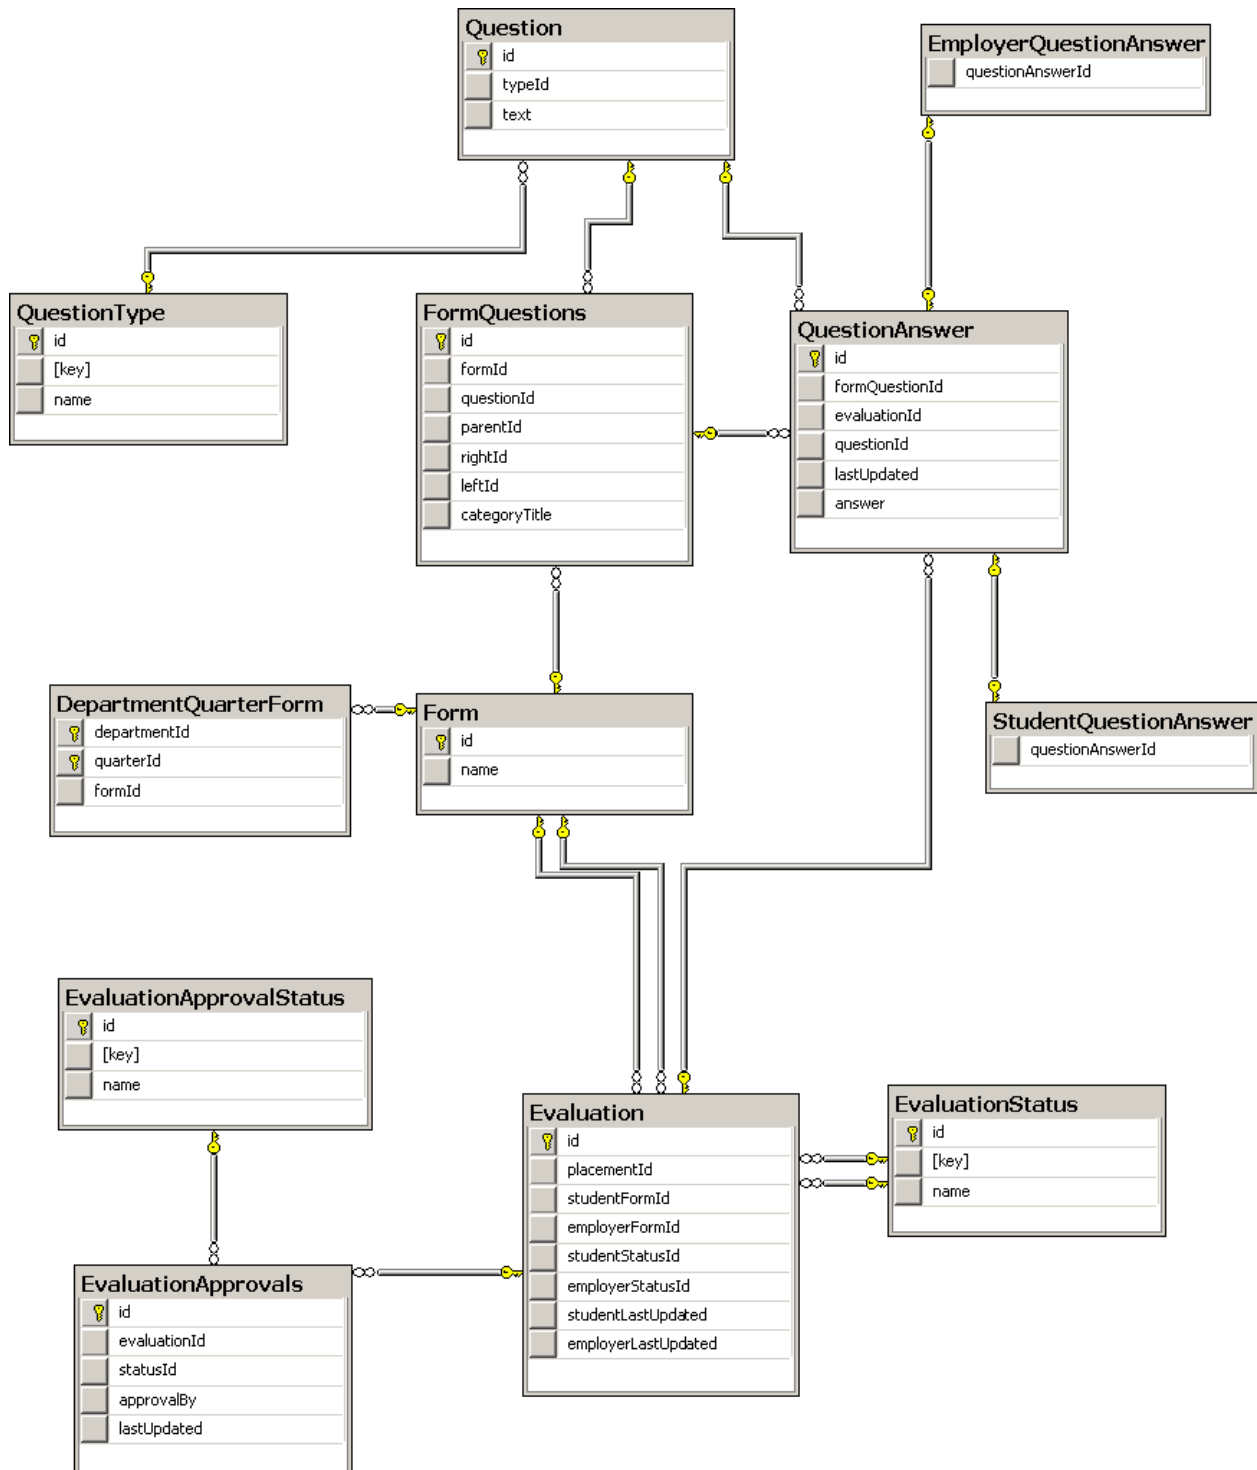 Question
id
typeId
text
EmployerQuestionAnswer
questionAnswerId
QuestionType
id
[key]
name
FormQuestions
id
formId
questionId
parentId
rightId
leftId
categoryTitle
QuestionAnswer
id
formQuestionId
evaluationId
questionId
lastUpdated
answer
DepartmentQuarterForm
departmentId
quarterId
formId
Form
id
name
StudentQuestionAnswer
questionAnswerId
EvaluationApprovalStatus
id
[key]
name
Evaluation
id
placementId
studentFormId
employerFormId
studentStatusId
employerStatusId
studentLastUpdated
employerLastUpdated
EvaluationStatus
id
[key]
name
EvaluationApprovals
id
evaluationId
statusId
approvalBy
lastUpdated